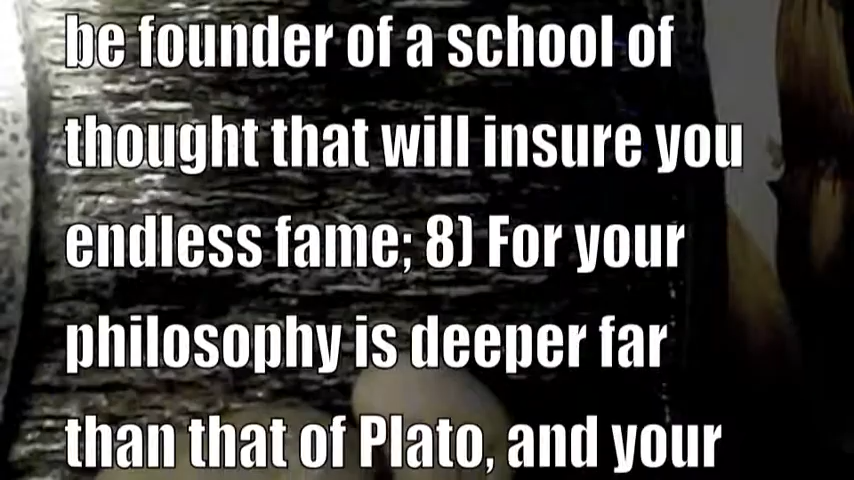 be founder of a school of
thought that will insure you
endless fame; 8) For your
philosophy is deeper far
than that of Plato, and your